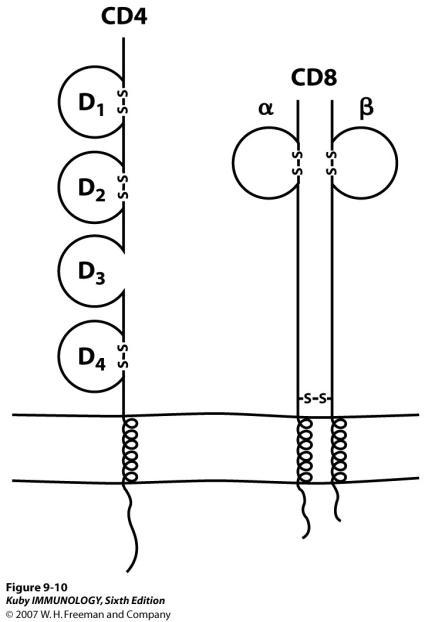 CD4
CD8
α
β
D1
S-S
S-S
S-S
D2
S-S
D3
D4
S-S
-S-S-
Figure 9-10
Kuby IMMUNOLOGY, Sixth Edition
© 2007 W. H. Freeman and Company